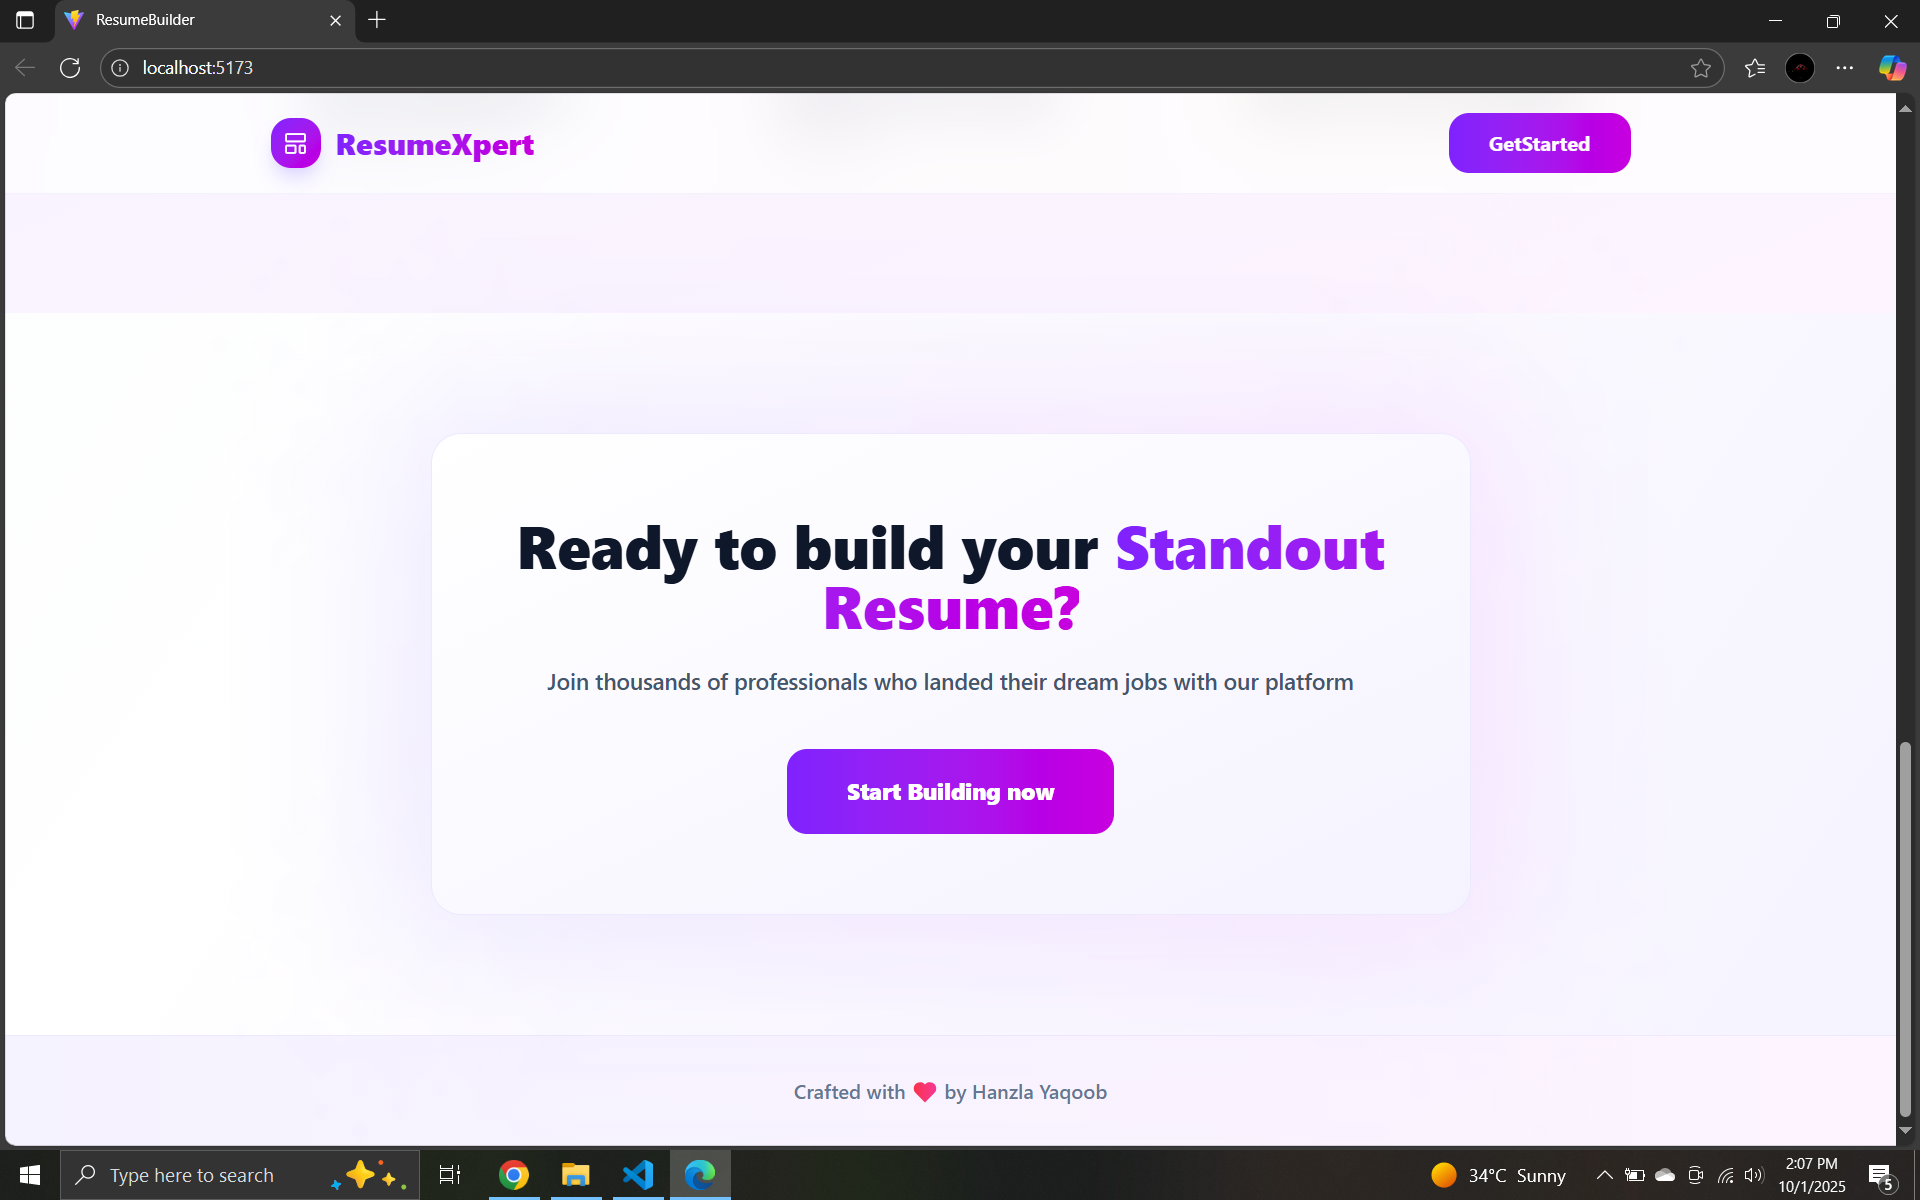 ResumeBuilder
localhost:5173
ResumeXpert
GetStarted
Ready to build your Standout
Resume?
Join thousands of professionals who landed their dream jobs with our platform
Start Building now
Crafted with ❤️ by Hanzla Yaqoob
Type here to search
34°C Sunny
2:07 PM
10/1/2025
5